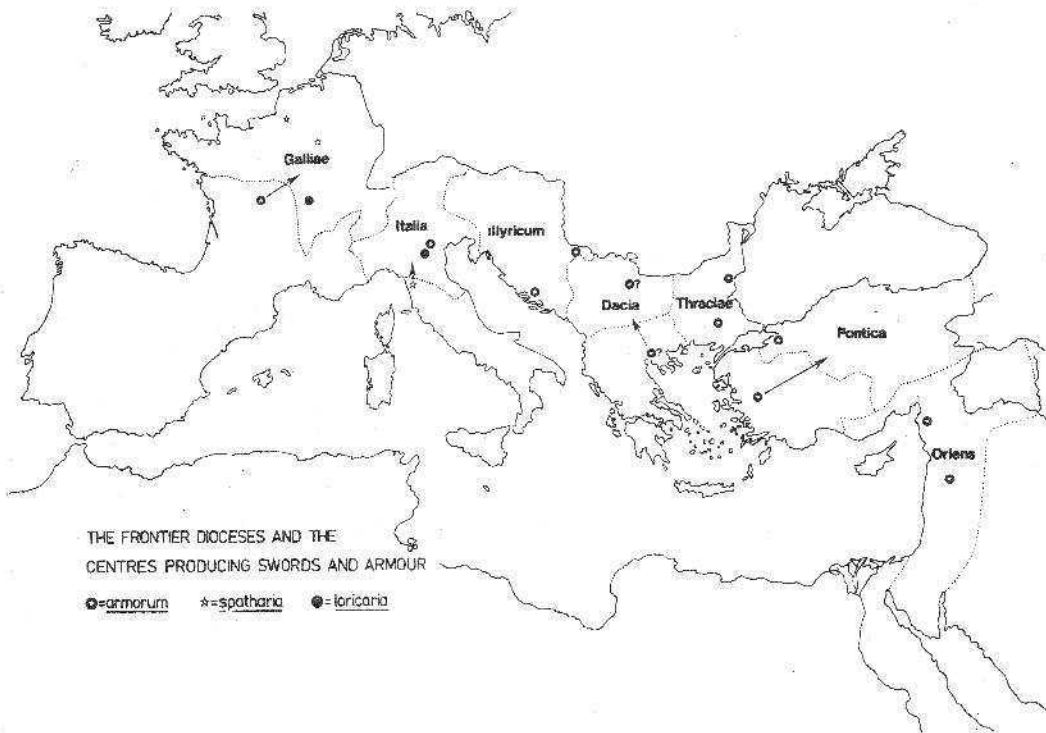 Galliae
Italia
Illyricum
?
Dacia
Thraciae
?
Pontica
Oriens
THE FRONTIER DIOCESES AND THE
CENTRES PRODUCING SWORDS AND ARMOUR
=armorum =spatharia =loricaria